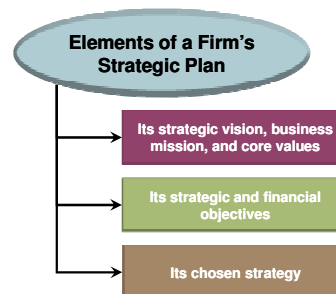 Elements of a Firm's
Strategic Plan
Its strategic vision, business
mission, and core values
Its strategic and financial
objectives
Its chosen strategy